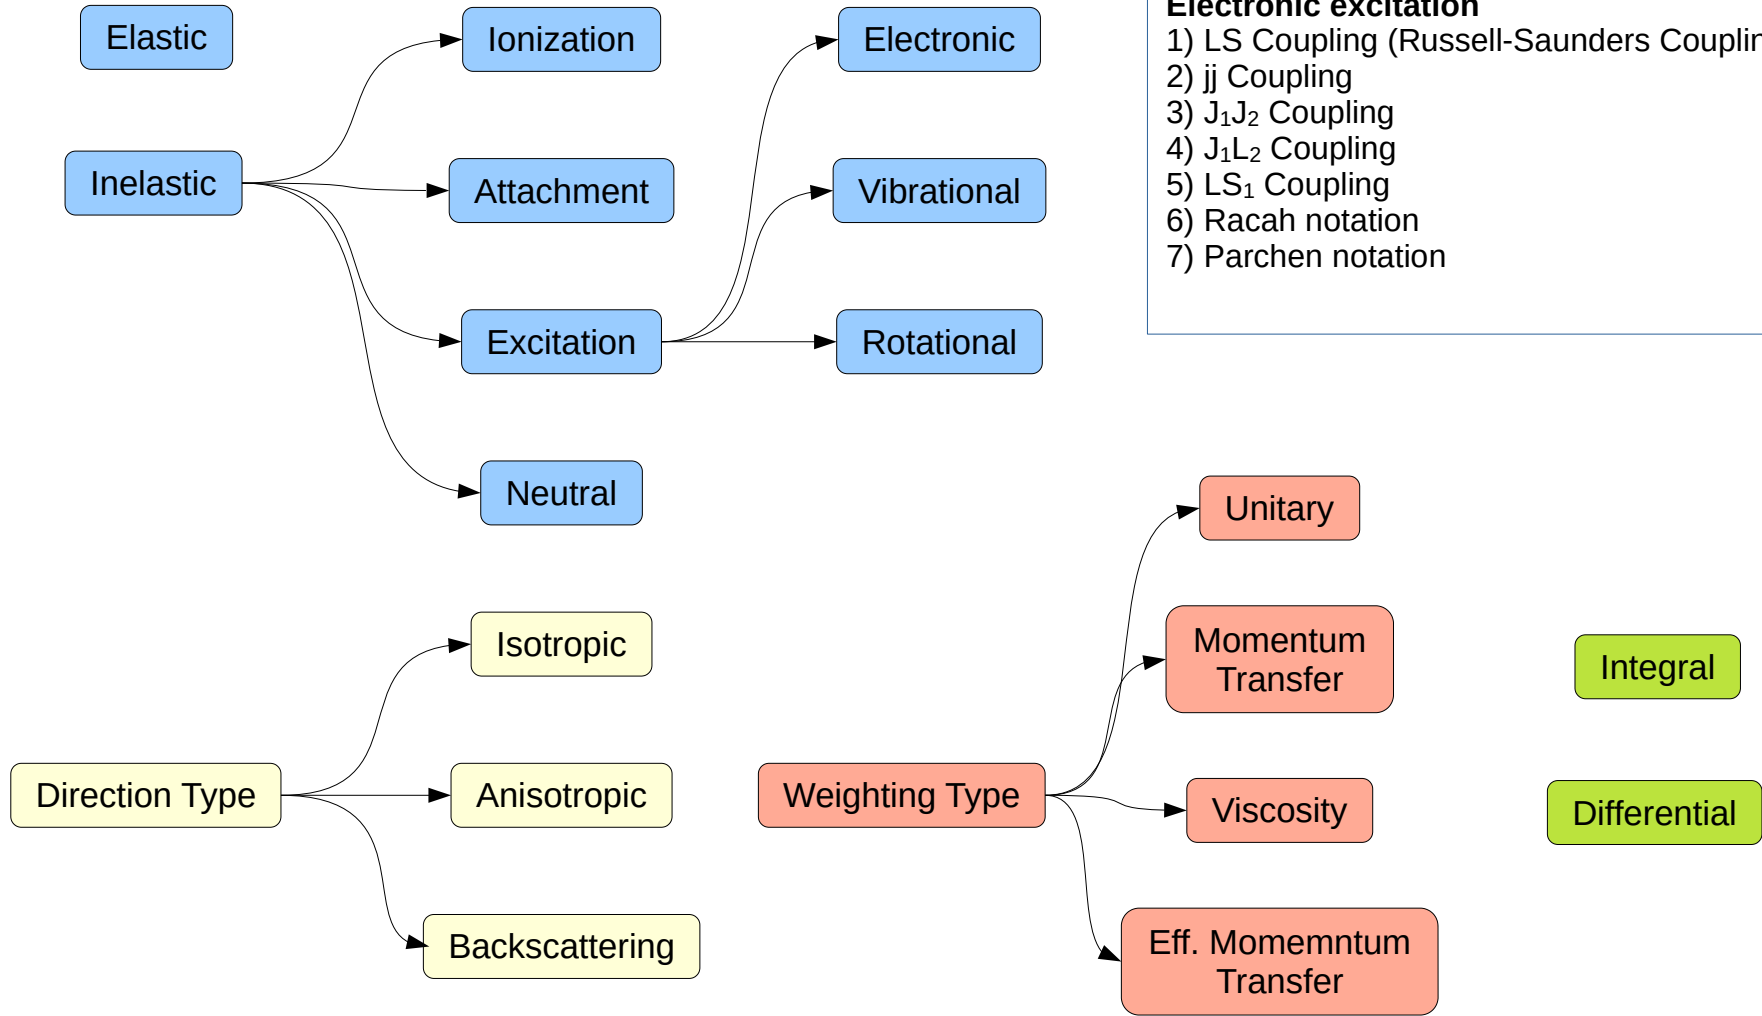 Elastic
Ionization
Electronic
Inelastic
Attachment
Vibrational
Excitation
Rotational
Neutral
Electronic excitation
1) LS Coupling (Russell-Saunders Couplin
2) jj Coupling
3) J₁J₂ Coupling
4) J₁L₂ Coupling
5) LS₁ Coupling
6) Racah notation
7) Parchen notation
Isotropic
Direction Type
Anisotropic
Backscattering
Unitary
Momentum
Transfer
Weighting Type
Viscosity
Eff. Momemntum
Transfer
Integral
Differential